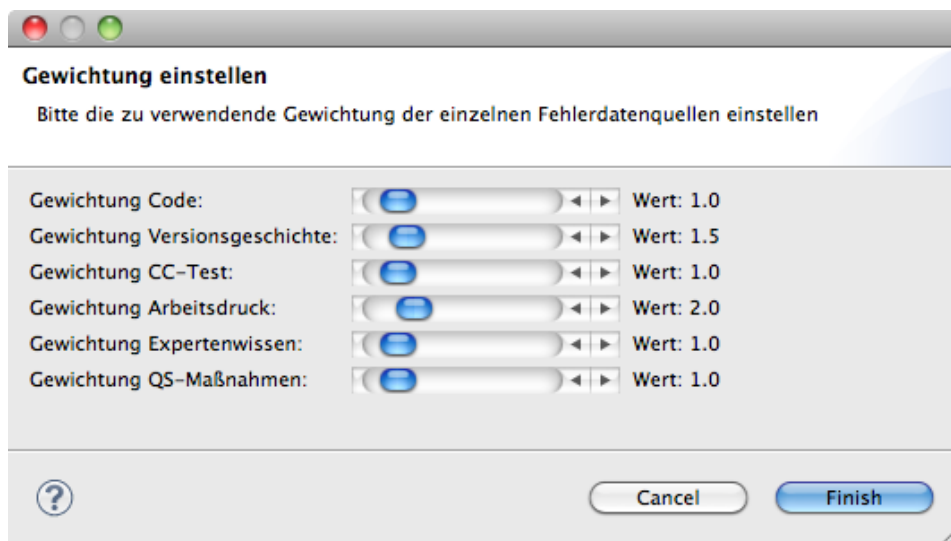 Gewichtung einstellen
Bitte die zu verwendende Gewichtung der einzelnen Fehlerdatenquellen einstellen
Gewichtung Code: Wert: 1.0
Gewichtung Versionsgeschichte: Wert: 1.5
Gewichtung CC-Test: Wert: 1.0
Gewichtung Arbeitsdruck: Wert: 2.0
Gewichtung Expertenwissen: Wert: 1.0
Gewichtung QS-Maßnahmen: Wert: 1.0
? Cancel Finish